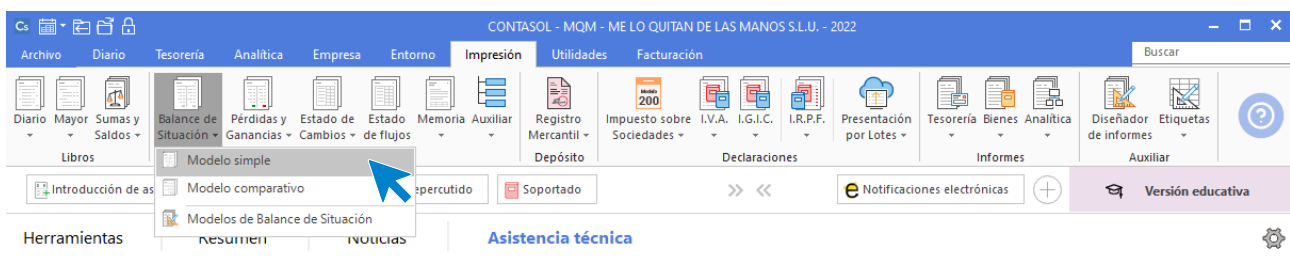 Cs
CONTASOL - MQM - ME LO QUITAN DE LAS MANOS S.L.U. - 2022
Archivo Diario Tesorería Analítica Empresa Entorno Impresión Utilidades Facturación Buscar
Modelo
200
Diario Mayor Sumas y Saldos
Balance de Situación
Pérdidas y Ganancias
Estado de Cambios
Estado de flujos
Memoria Auxiliar
Registro Mercantil
Impuesto sobre Sociedades
I.V.A. I.G.I.C. I.R.P.F.
Presentación por Lotes
Tesorería Bienes Analítica
Diseñador de informes
Etiquetas
?
Libros Depósito Declaraciones Informes Auxiliar
Modelo simple
Modelo comparativo
Modelos de Balance de Situación
Introducción de as epercutido Soportado Notificaciones electrónicas Versión educativa
Herramientas Resumen Noticias Asistencia técnica